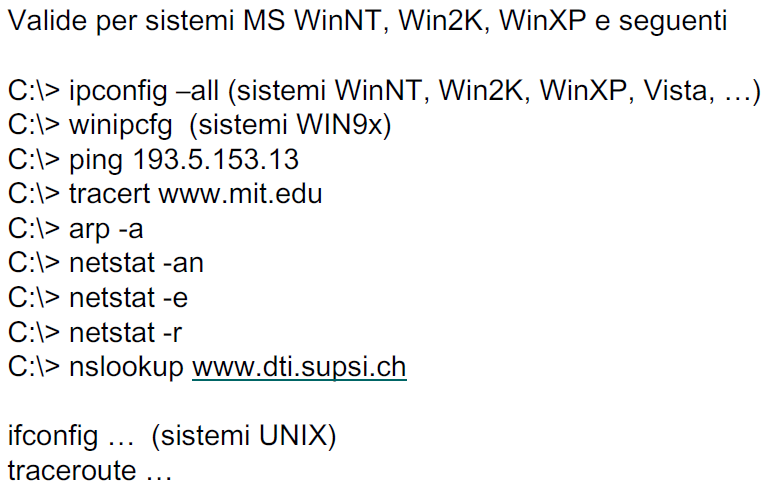 Valide per sistemi MS WinNT, Win2K, WinXP e seguenti
C:\> ipconfig –all (sistemi WinNT, Win2K, WinXP, Vista, …)
C:\> winipcfg  (sistemi WIN9x)
C:\> ping 193.5.153.13
C:\> tracert www.mit.edu
C:\> arp -a
C:\> netstat -an
C:\> netstat -e
C:\> netstat -r
C:\> nslookup www.dti.supsi.ch
ifconfig …  (sistemi UNIX)
traceroute …